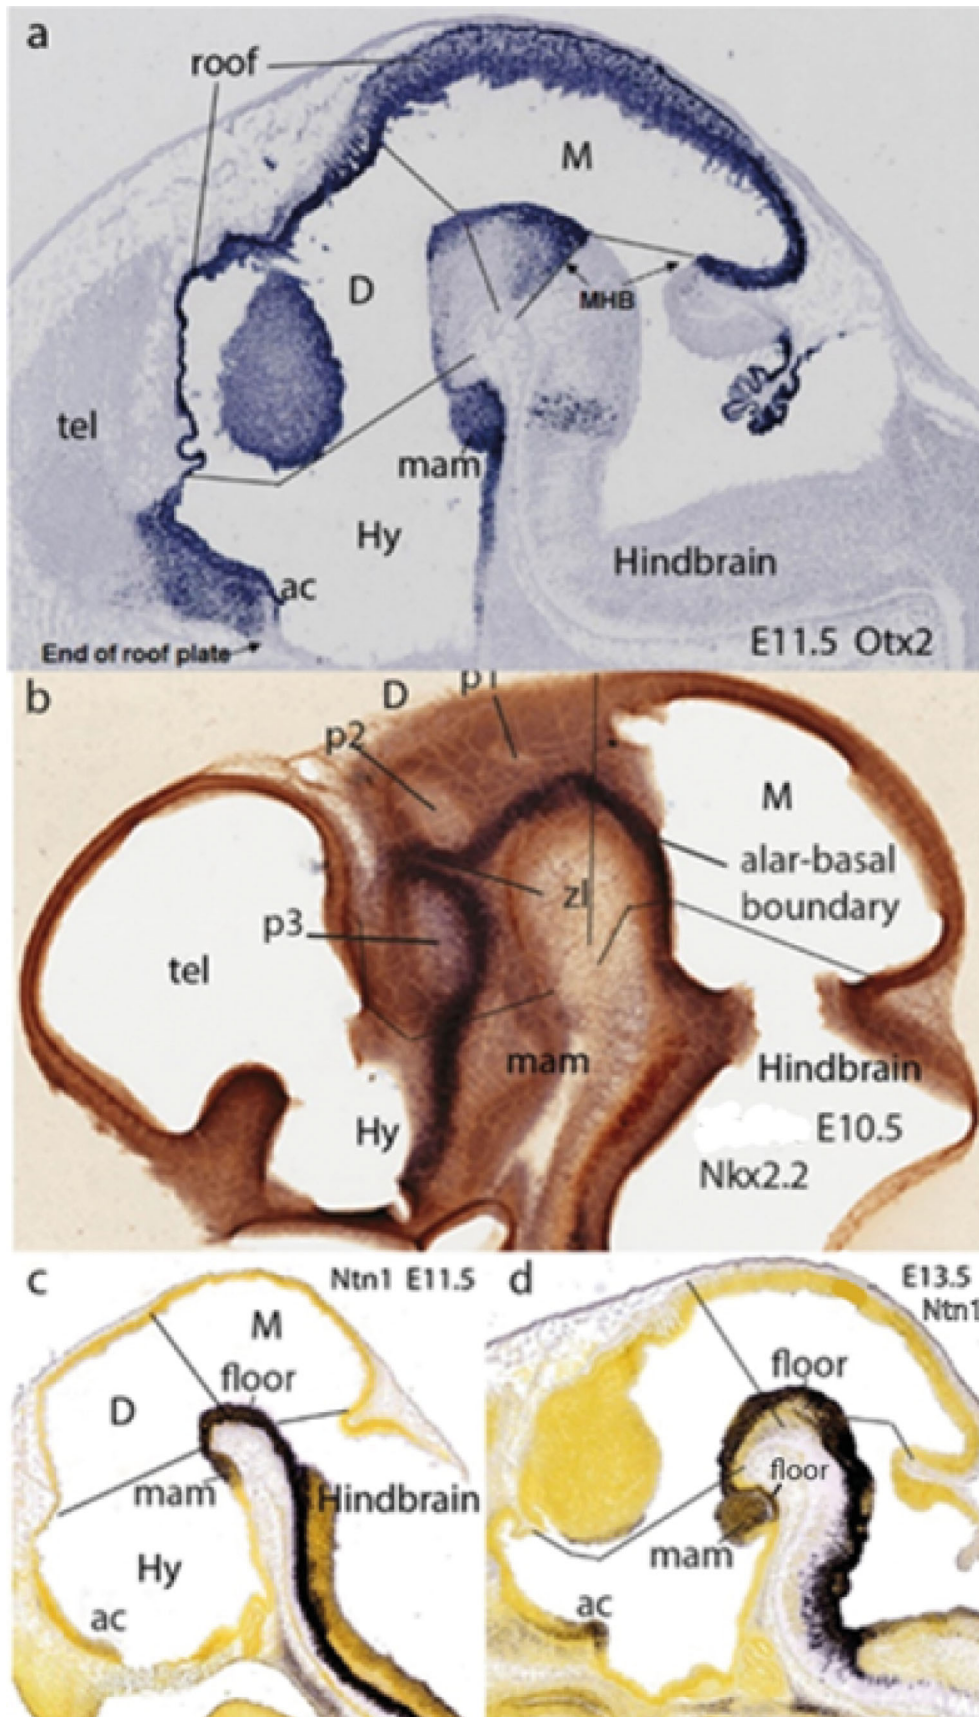 a
roof
M
D
MHB
tel
mam
Hy
ac
Hindbrain
End of roof plate
E11.5 Otx2
b
D
p1
p2
M
alar-basal
boundary
zl
p3
tel
mam
Hindbrain
Hy
E10.5
Nkx2.2
c
Ntn1 E11.5
M
floor
D
mam
Hindbrain
Hy
ac
d
E13.5
Ntn1
floor
floor
mam
ac